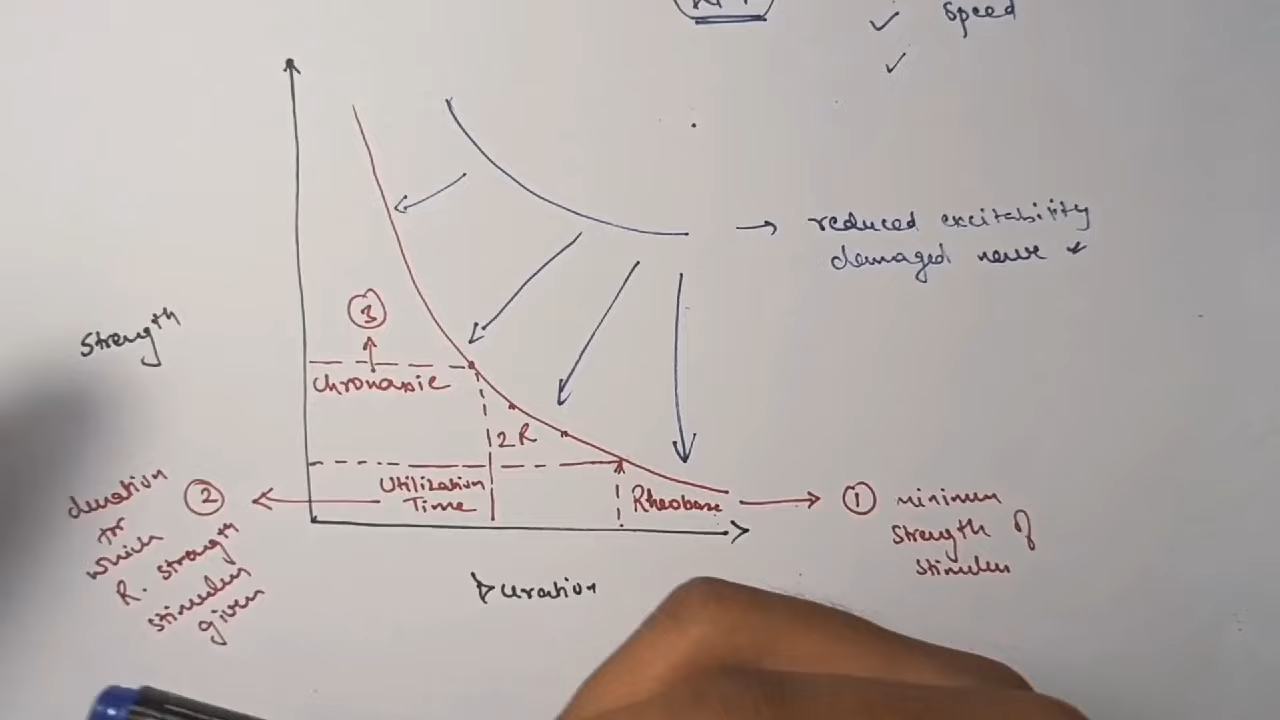 Speed
✓
✓
reduced excitability
damaged nerve
Strength
3
Chronaxie
2R
Utilization
Time
Rheobase
1 minimum
strength of
stimulus
2
duration
for
which
R. strength
stimulus
given
Duration